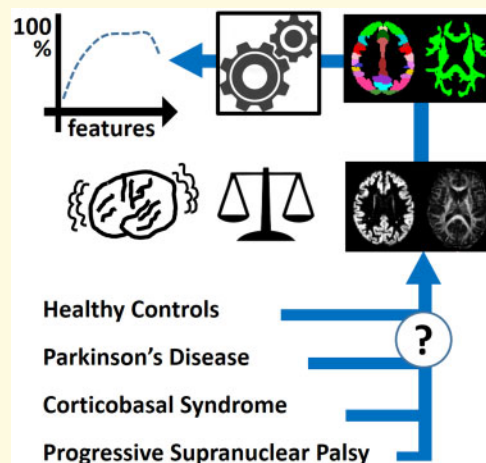 100
%
features
Healthy Controls
?
Parkinson's Disease
Corticobasal Syndrome
Progressive Supranuclear Palsy